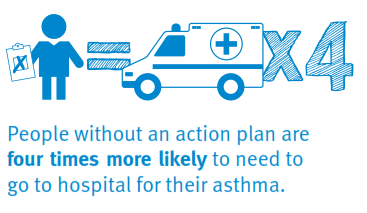 x4
People without an action plan are
four times more likely to need to
go to hospital for their asthma.